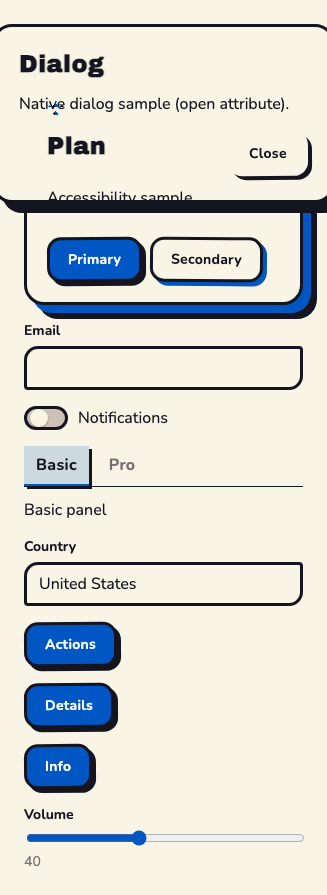 Dialog
Native dialog sample (open attribute).
Plan
Close
Accessibility sample
Primary
Secondary
Email
Notifications
Basic
Pro
Basic panel
Country
United States
Actions
Details
Info
Volume
40